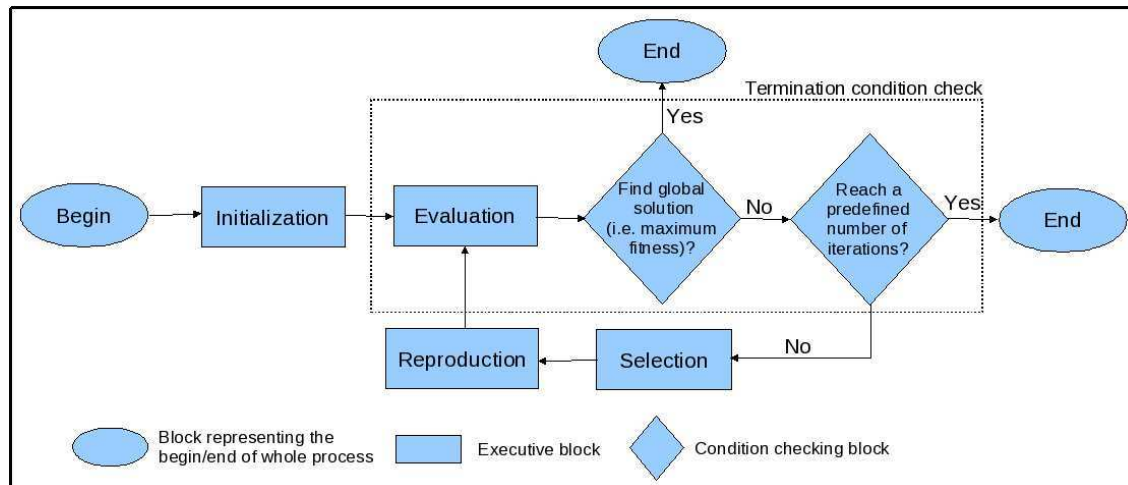 End
Termination condition check
Yes
Begin
Initialization
Evaluation
Find global
solution
(i.e. maximum
fitness)?
No
Reach a
predefined
number of
iterations?
Yes
End
Reproduction
Selection
No
Block representing the
begin/end of whole process
Executive block
Condition checking block